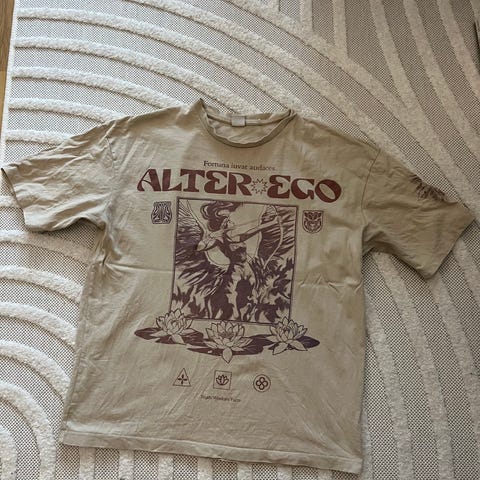 Fortuna iuvat audaces.
ALTER EGO